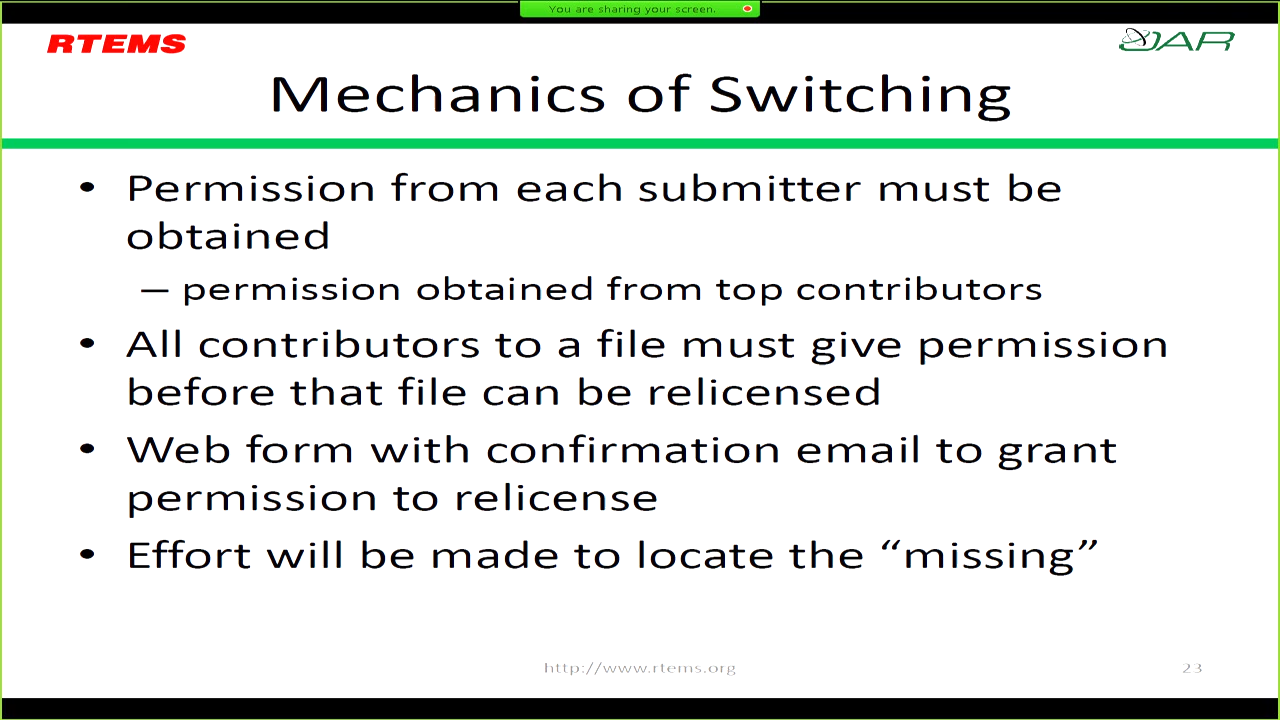 You are sharing your screen.
RTEMS
OAR
Mechanics of Switching
• Permission from each submitter must be
obtained
– permission obtained from top contributors
• All contributors to a file must give permission
before that file can be relicensed
• Web form with confirmation email to grant
permission to relicense
• Effort will be made to locate the “missing”
http://www.rtems.org
23